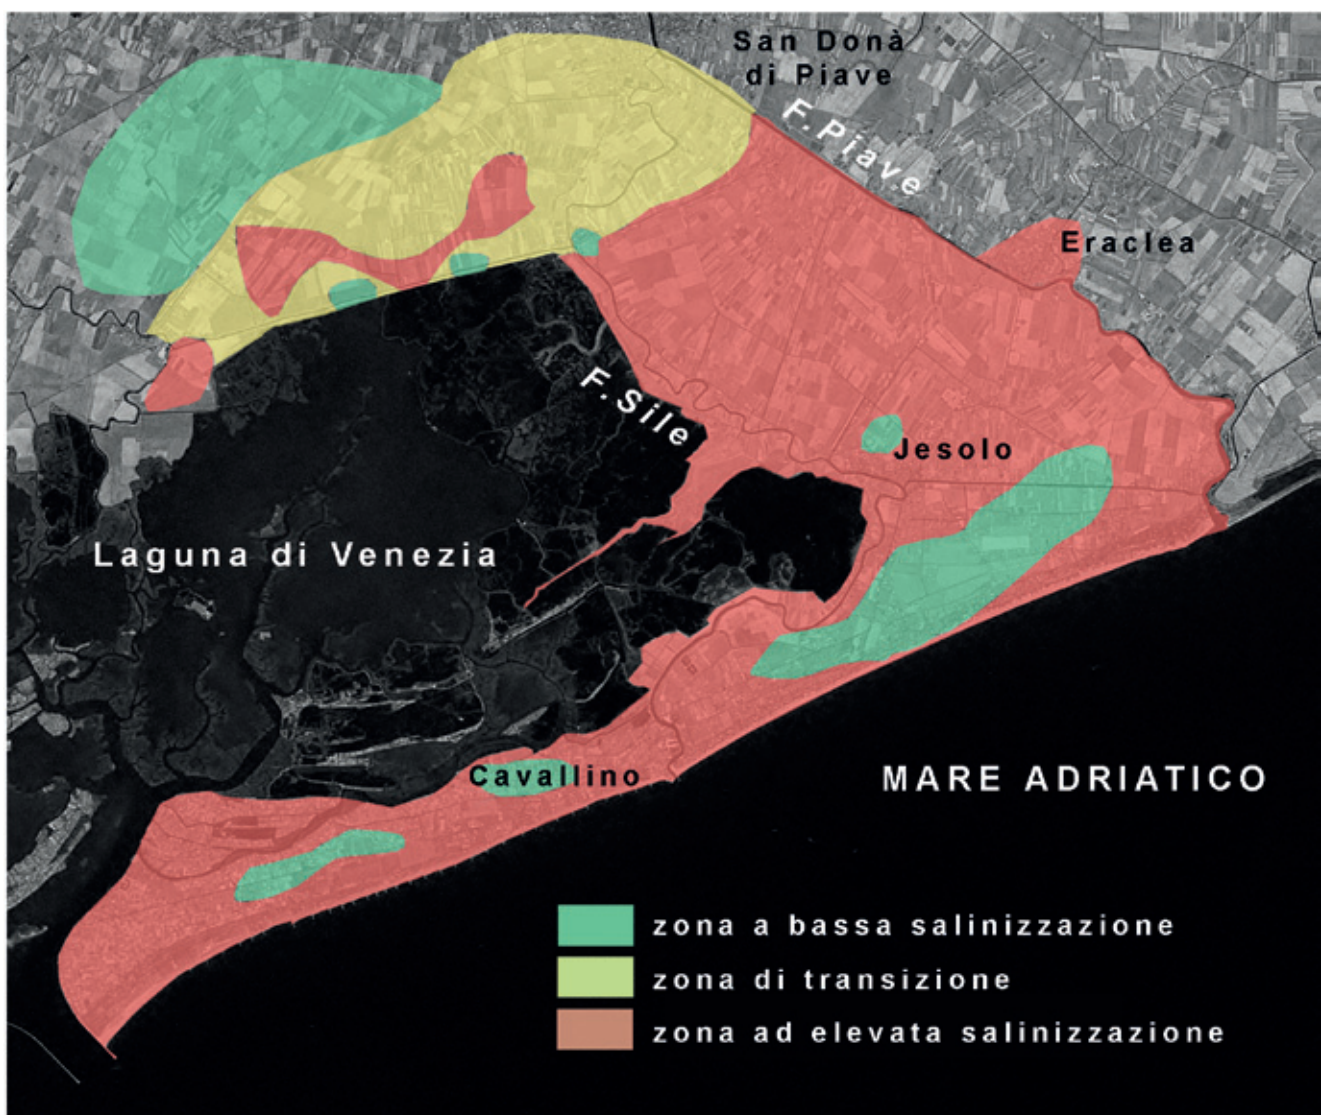 San Donà
di Piave
F. Piave
Eraclea
F. Sile
Jesolo
Laguna di Venezia
Cavallino
MARE ADRIATICO
zona a bassa salinizzazione
zona di transizione
zona ad elevata salinizzazione